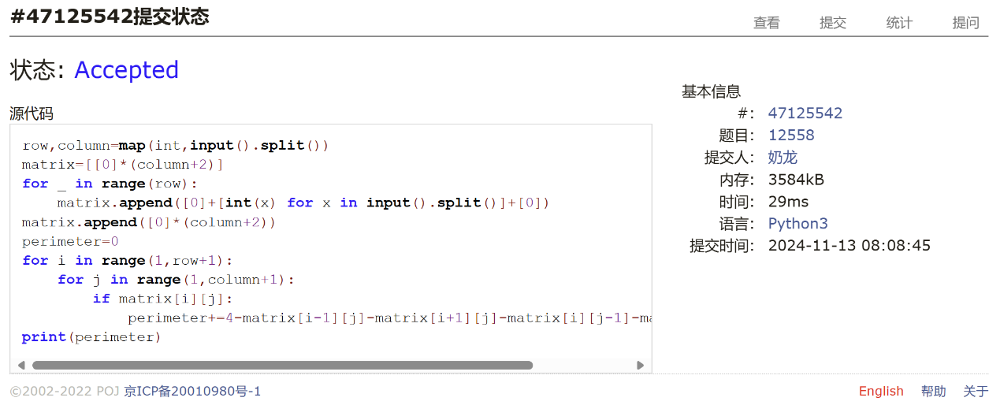 #47125542提交状态
查看 提交 统计 提问
状态: Accepted
源代码
row,column=map(int,input().split())
matrix=[[0]*(column+2)]
for _ in range(row):
    matrix.append([0]+[int(x) for x in input().split()]+[0])
matrix.append([0]*(column+2))
perimeter=0
for i in range(1,row+1):
    for j in range(1,column+1):
        if matrix[i][j]:
            perimeter+=4-matrix[i-1][j]-matrix[i+1][j]-matrix[i][j-1]-ma
print(perimeter)
基本信息
#: 47125542
题目: 12558
提交人: 奶龙
内存: 3584kB
时间: 29ms
语言: Python3
提交时间: 2024-11-13 08:08:45
©2002-2022 POJ 京ICP备20010980号-1
English 帮助 关于